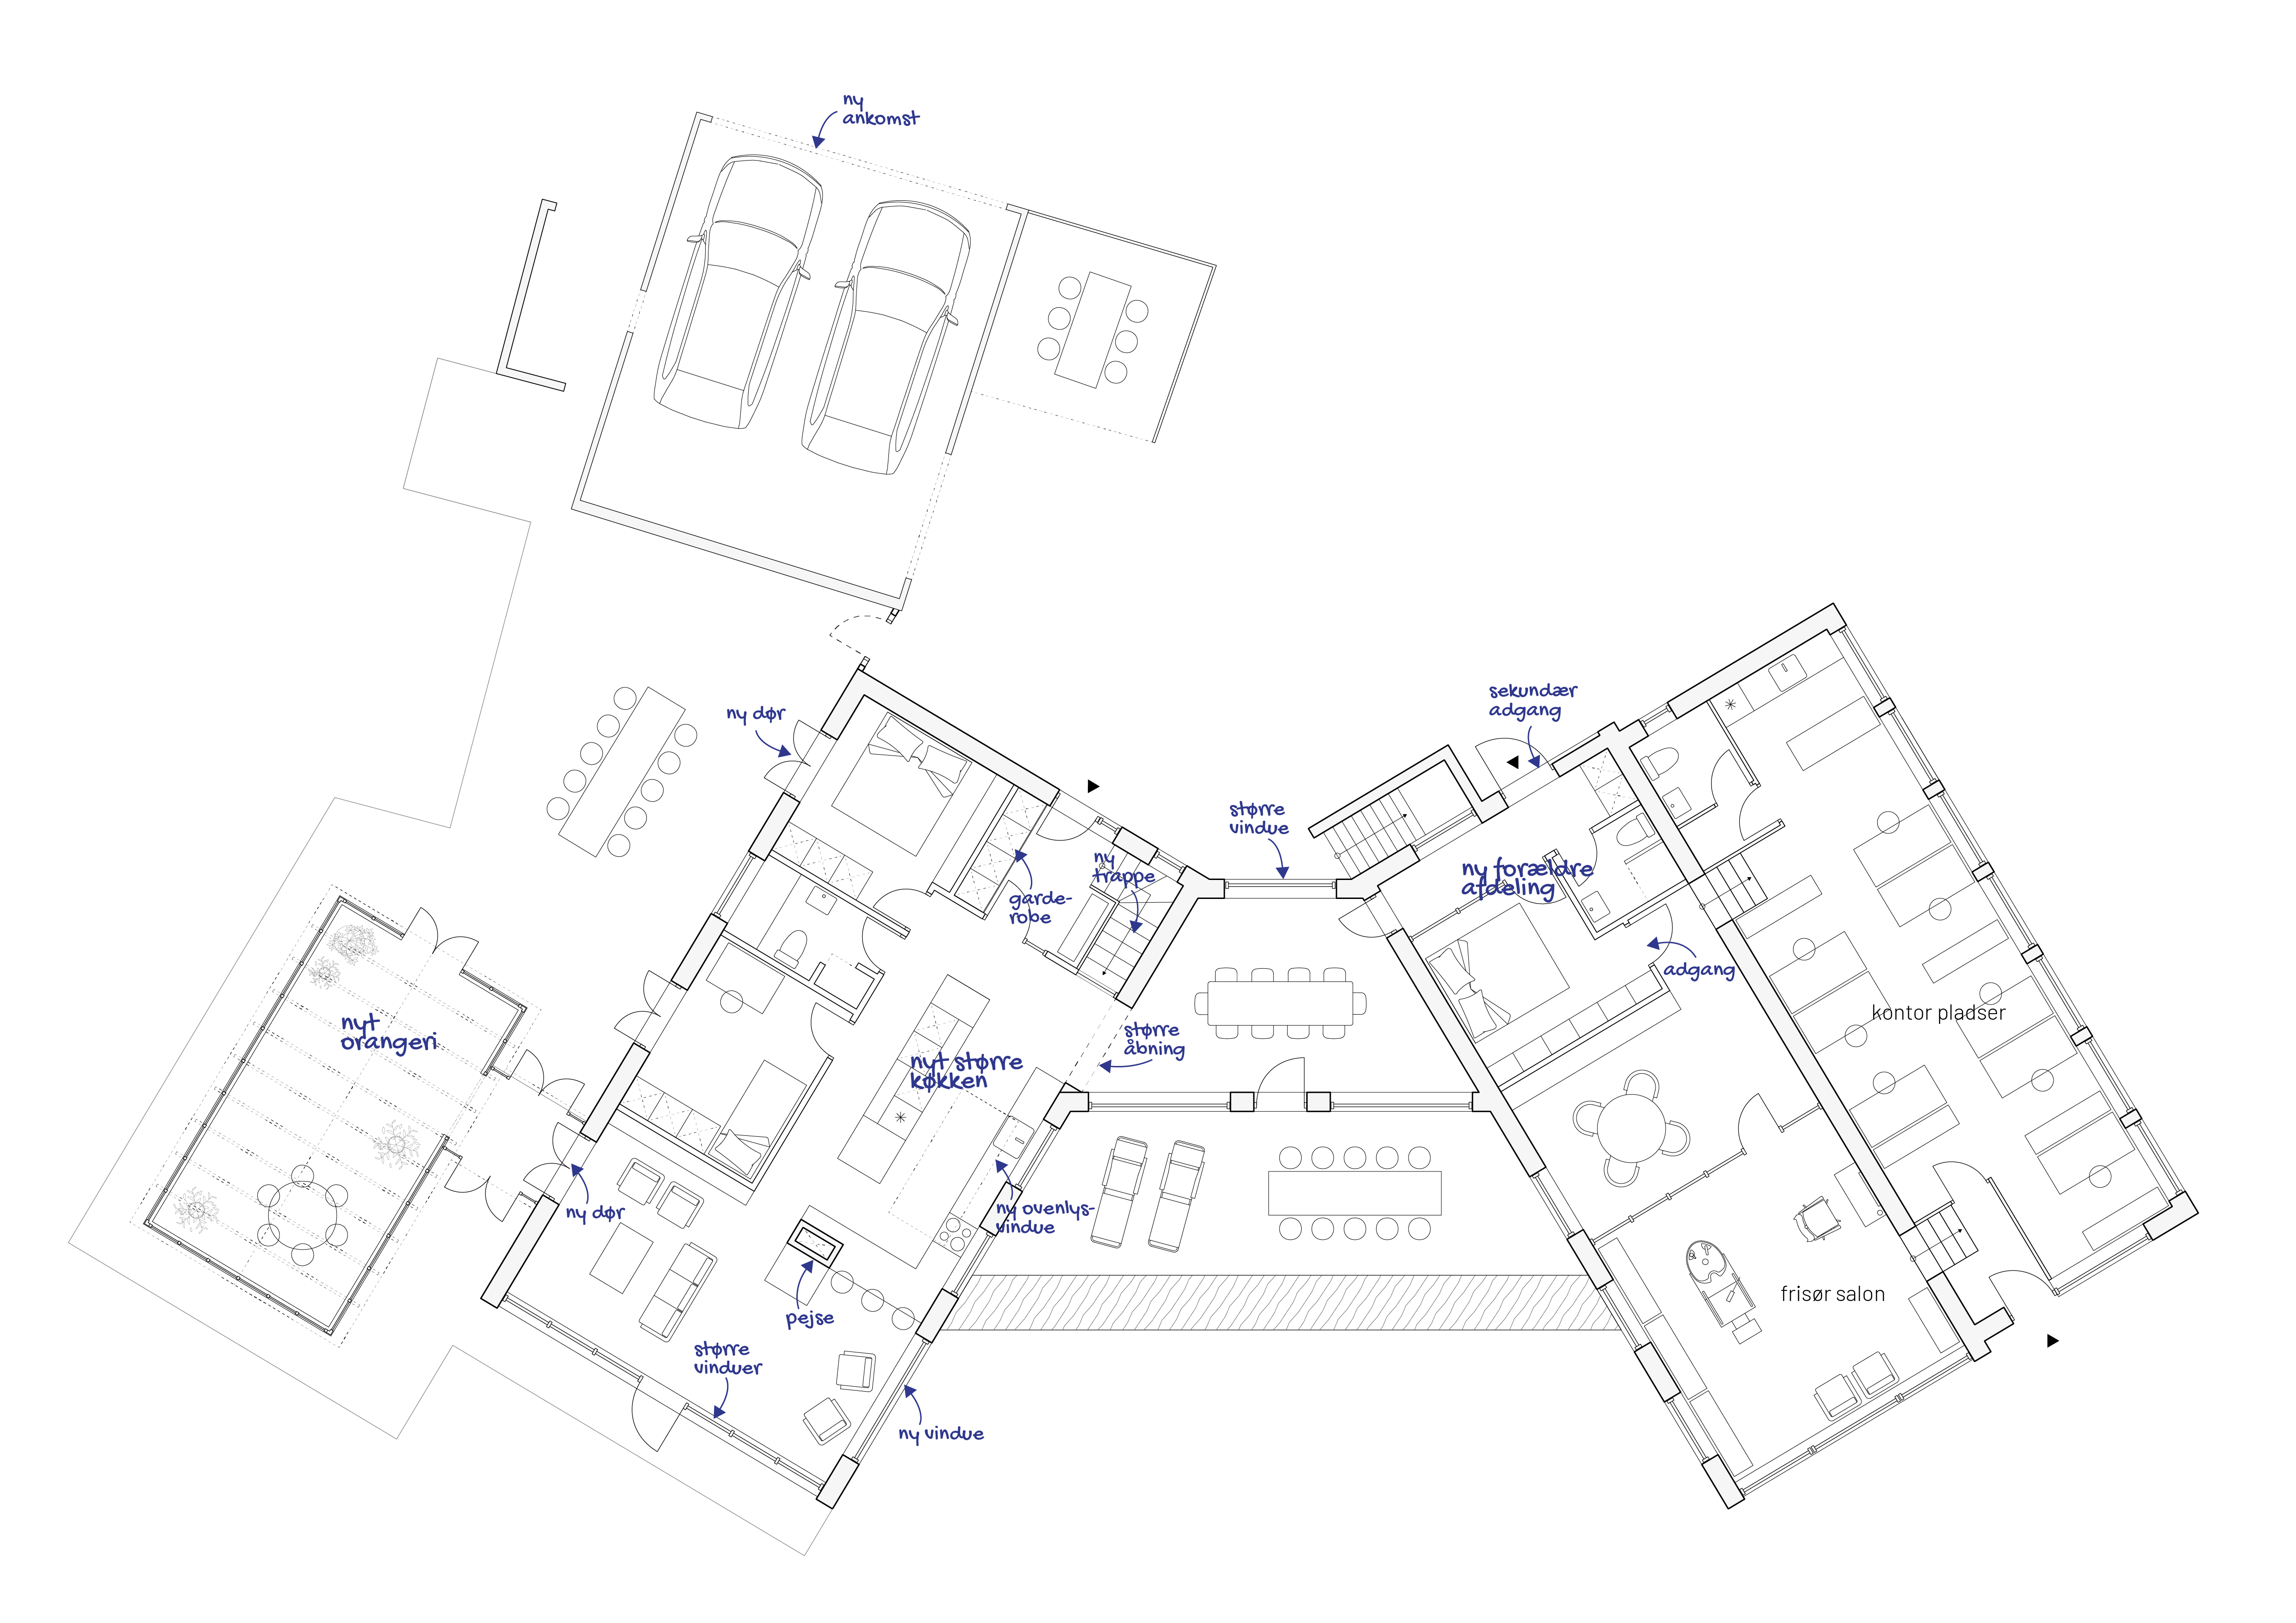 ny
ankomst
ny dør
sekundær
adgang
større
vindue
ny
trappe
garde-
robe
ny forældre
afdeling
adgang
nyt
orangeri
større
åbning
nyt større
køkken
kontor pladser
ny dør
ny ovenlys-
vindue
pejse
frisør salon
større
vinduer
ny vindue